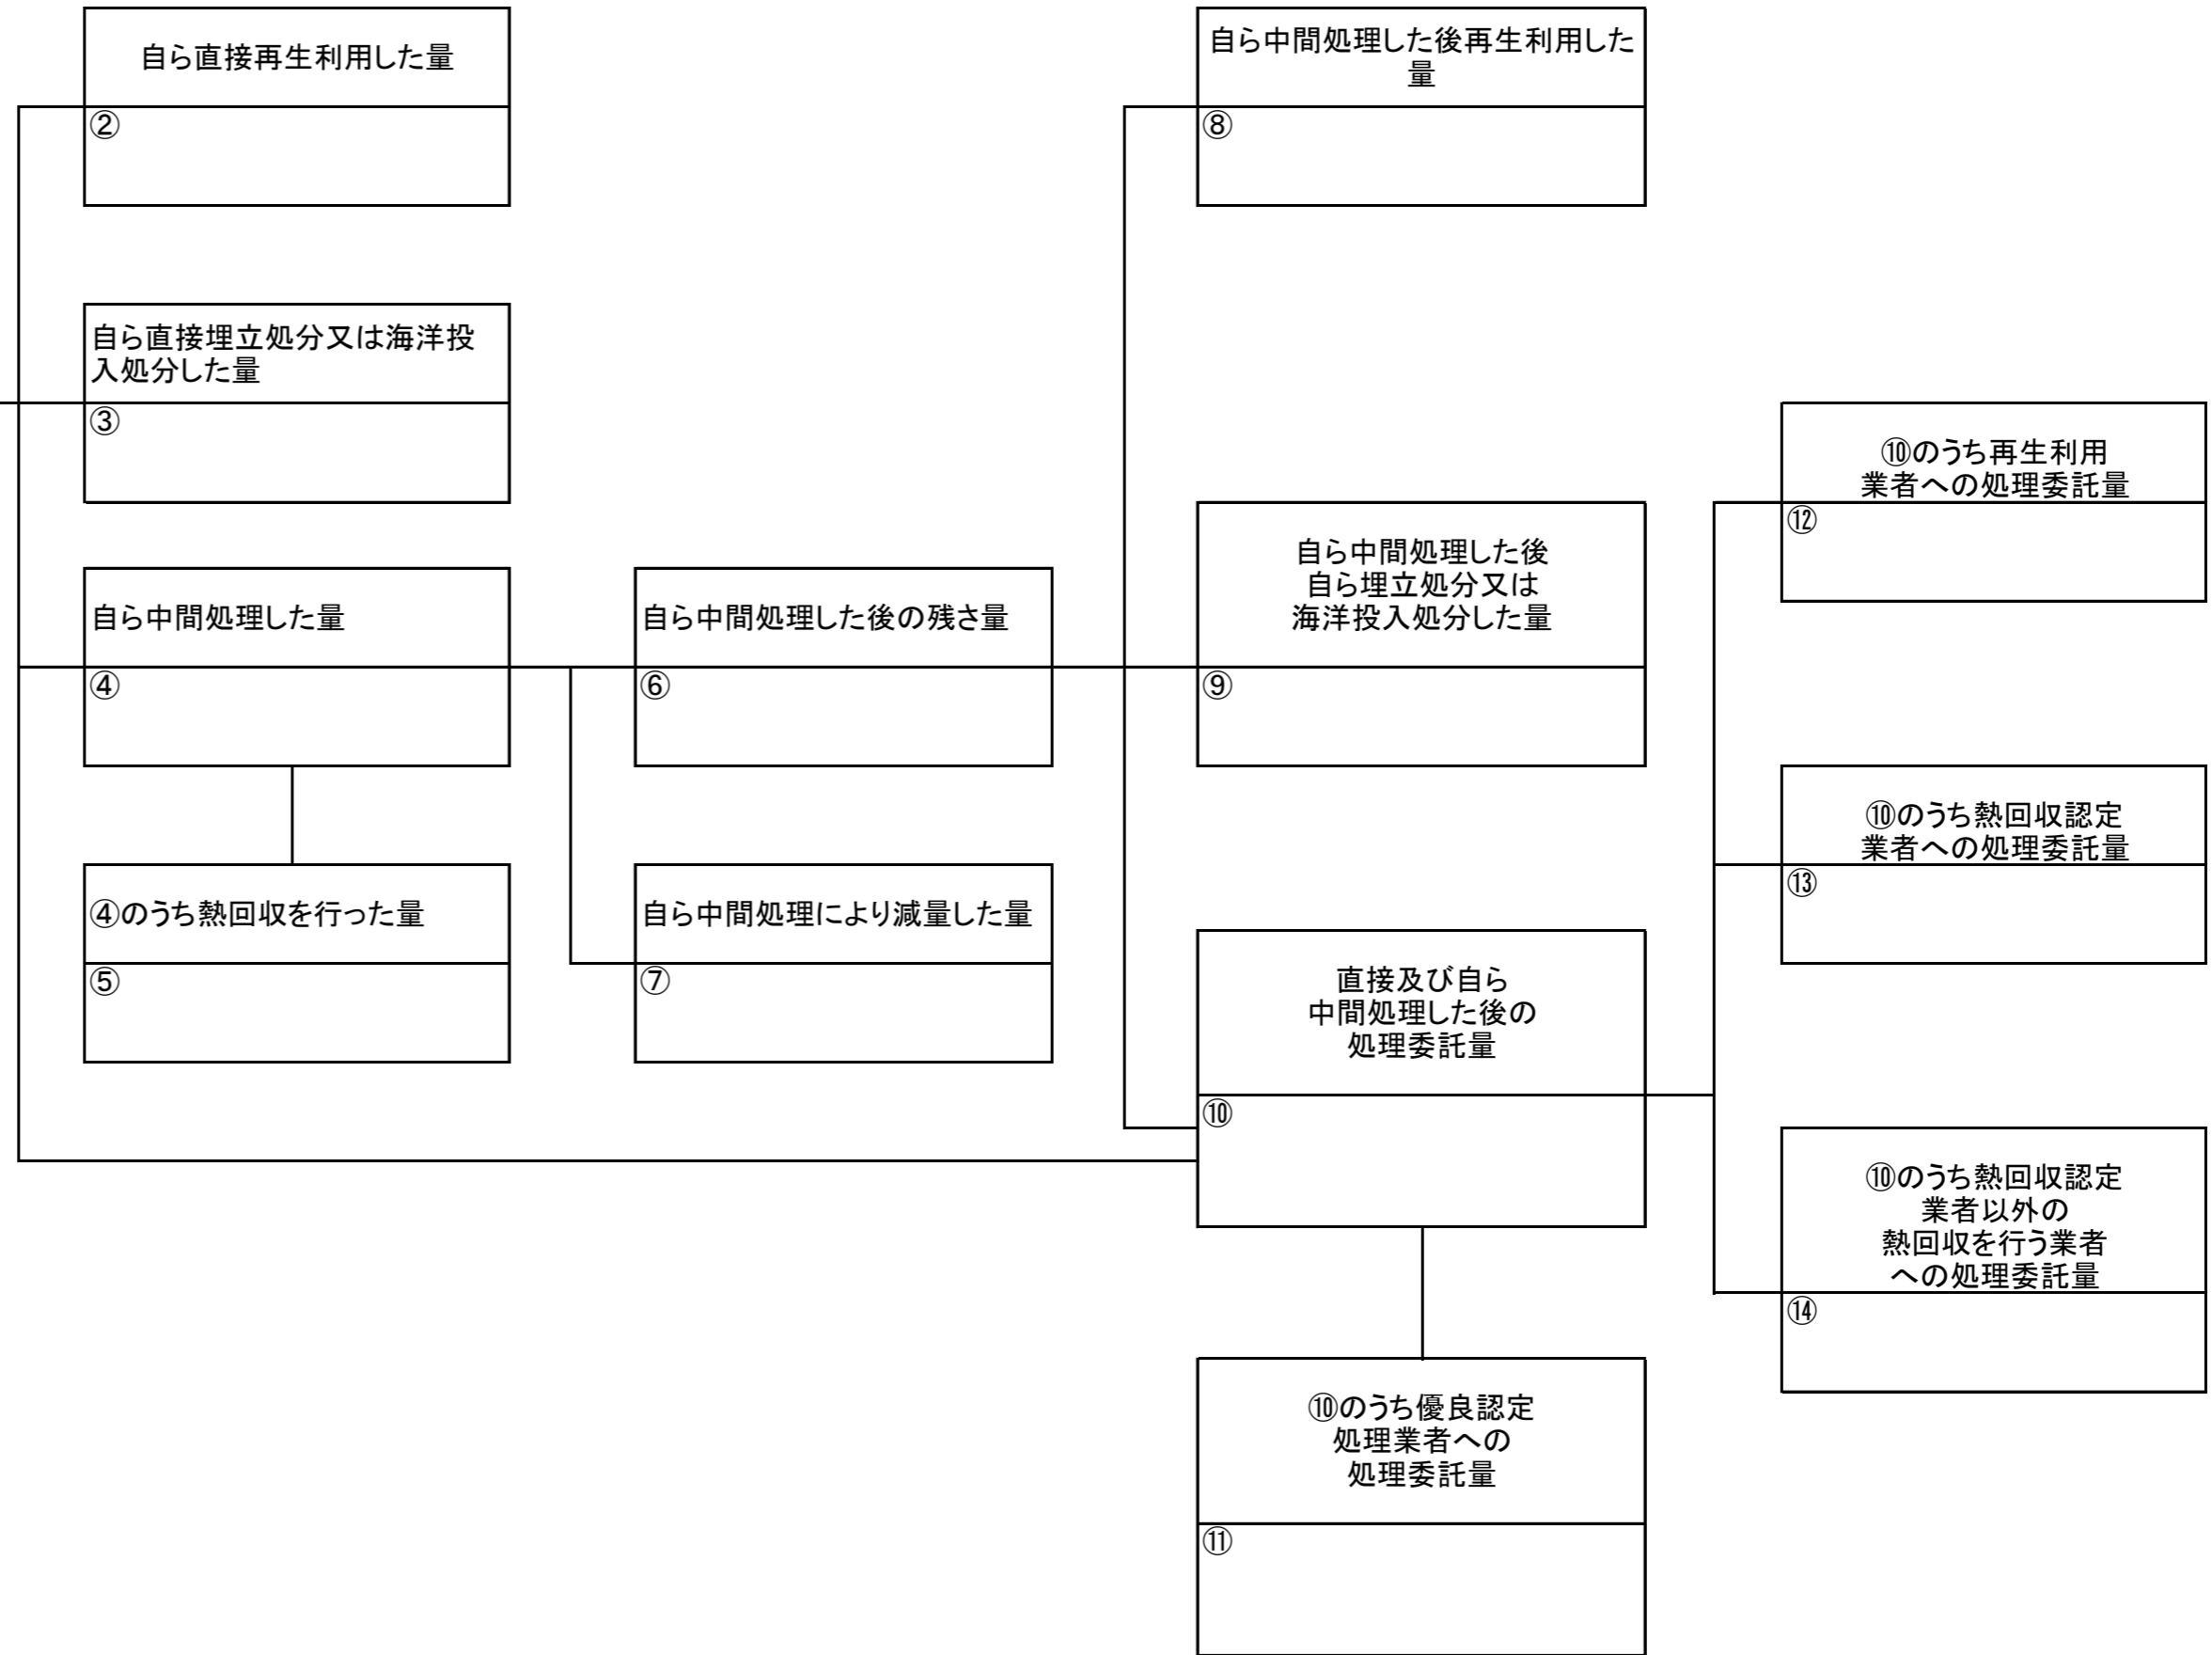 自ら直接再生利用した量
②
自ら直接埋立処分又は海洋投
入処分した量
③
自ら中間処理した量
④
④のうち熱回収を行った量
⑤
自ら中間処理した後の残さ量
⑥
自ら中間処理により減量した量
⑦
自ら中間処理した後再生利用した
量
⑧
自ら中間処理した後
自ら埋立処分又は
海洋投入処分した量
⑨
直接及び自ら
中間処理した後の
処理委託量
⑩
⑩のうち優良認定
処理業者への
処理委託量
⑪
⑩のうち再生利用
業者への処理委託量
⑫
⑩のうち熱回収認定
業者への処理委託量
⑬
⑩のうち熱回収認定
業者以外の
熱回収を行う業者
への処理委託量
⑭